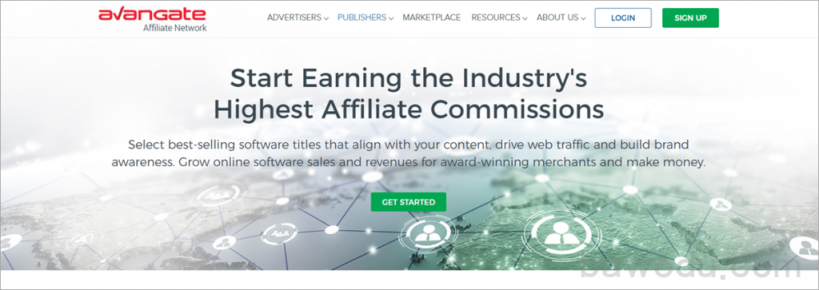 avangate
Affiliate Network
ADVERTISERS PUBLISHERS MARKETPLACE RESOURCES ABOUT US LOGIN SIGN UP
Start Earning the Industry's
Highest Affiliate Commissions
Select best-selling software titles that align with your content, drive web traffic and build brand
awareness. Grow online software sales and revenues for award-winning merchants and make money.
GET STARTED